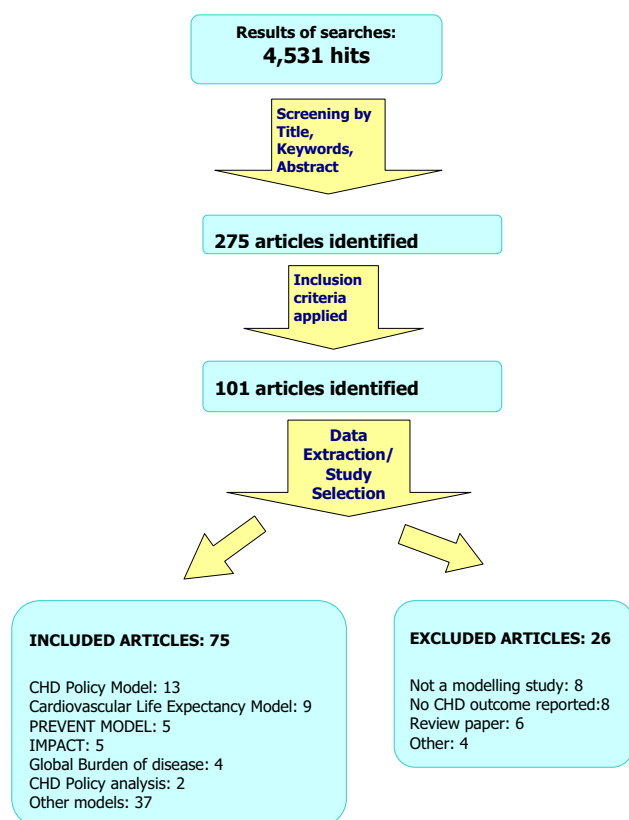 Results of searches:
4,531 hits
Screening by
Title,
Keywords,
Abstract
275 articles identified
Inclusion
criteria
applied
101 articles identified
Data
Extraction/
Study
Selection
INCLUDED ARTICLES: 75
CHD Policy Model: 13
Cardiovascular Life Expectancy Model: 9
PREVENT MODEL: 5
IMPACT: 5
Global Burden of disease: 4
CHD Policy analysis: 2
Other models: 37
EXCLUDED ARTICLES: 26
Not a modelling study: 8
No CHD outcome reported:8
Review paper: 6
Other: 4